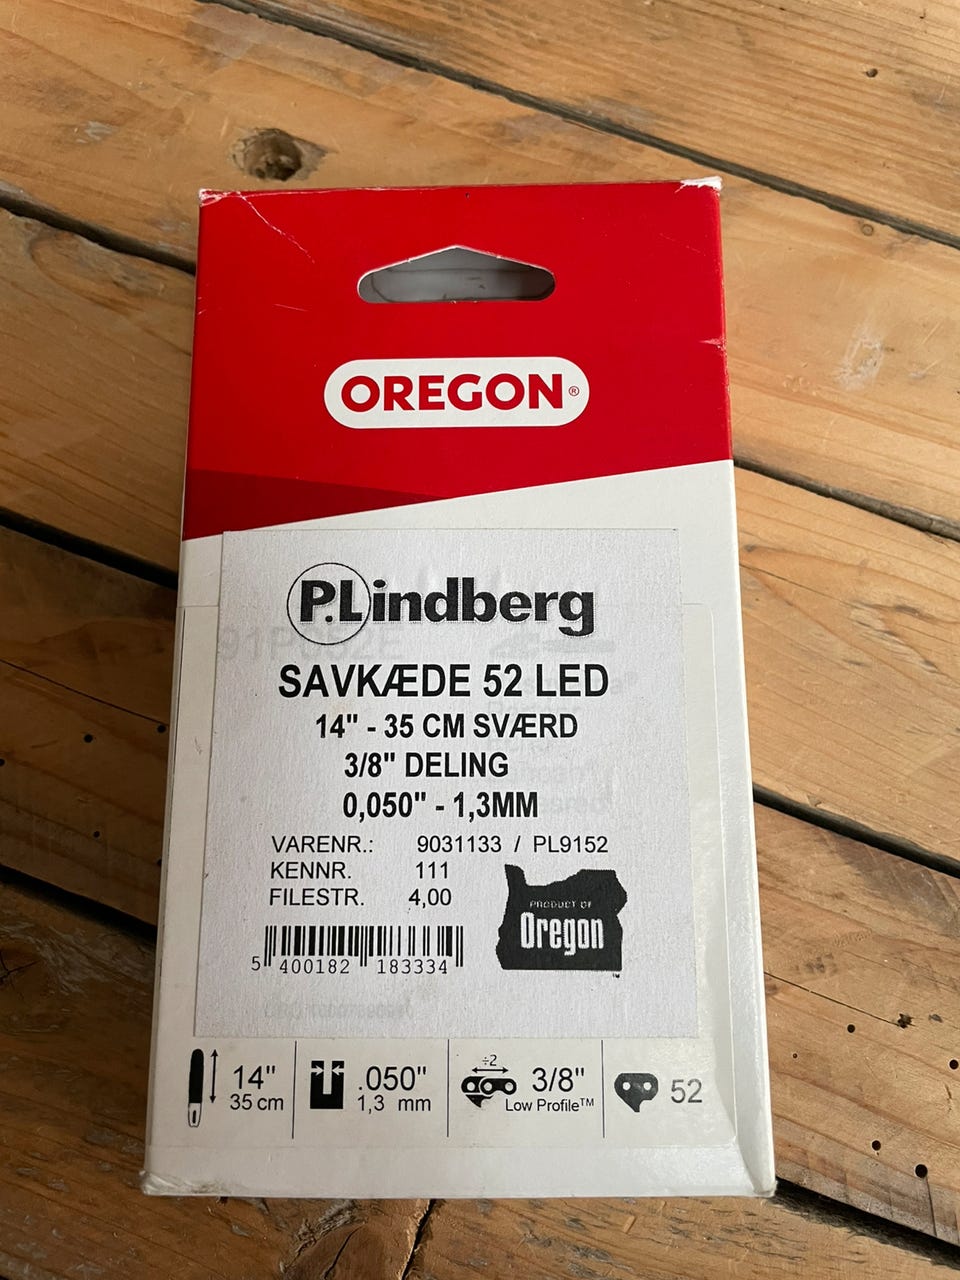 OREGON®
P.Lindberg
91P052E
SAVKÆDE 52 LED
14" - 35 CM SVÆRD
3/8" DELING
0,050" - 1,3MM
VARENR.: 9031133 / PL9152
KENNR. 111
FILESTR. 4,00
PRODUCT OF
Oregon
5 400182 183334
14"
35 cm
.050"
1,3 mm
÷2
3/8"
Low Profile™
52